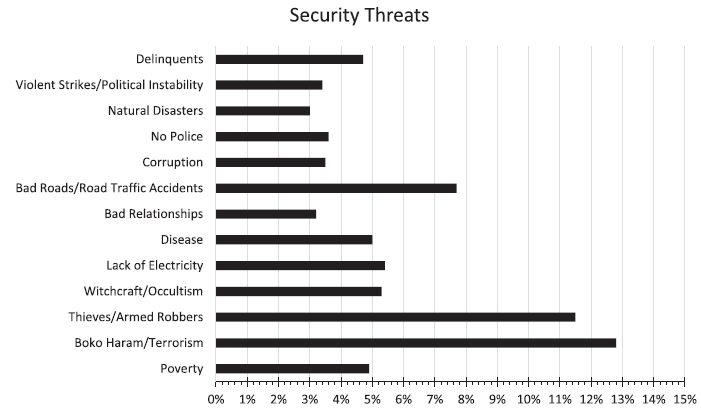 Security Threats
Delinquents
Violent Strikes/Political Instability
Natural Disasters
No Police
Corruption
Bad Roads/Road Traffic Accidents
Bad Relationships
Disease
Lack of Electricity
Witchcraft/Occultism
Thieves/Armed Robbers
Boko Haram/Terrorism
Poverty
0% 1% 2% 3% 4% 5% 6% 7% 8% 9% 10% 11% 12% 13% 14% 15%